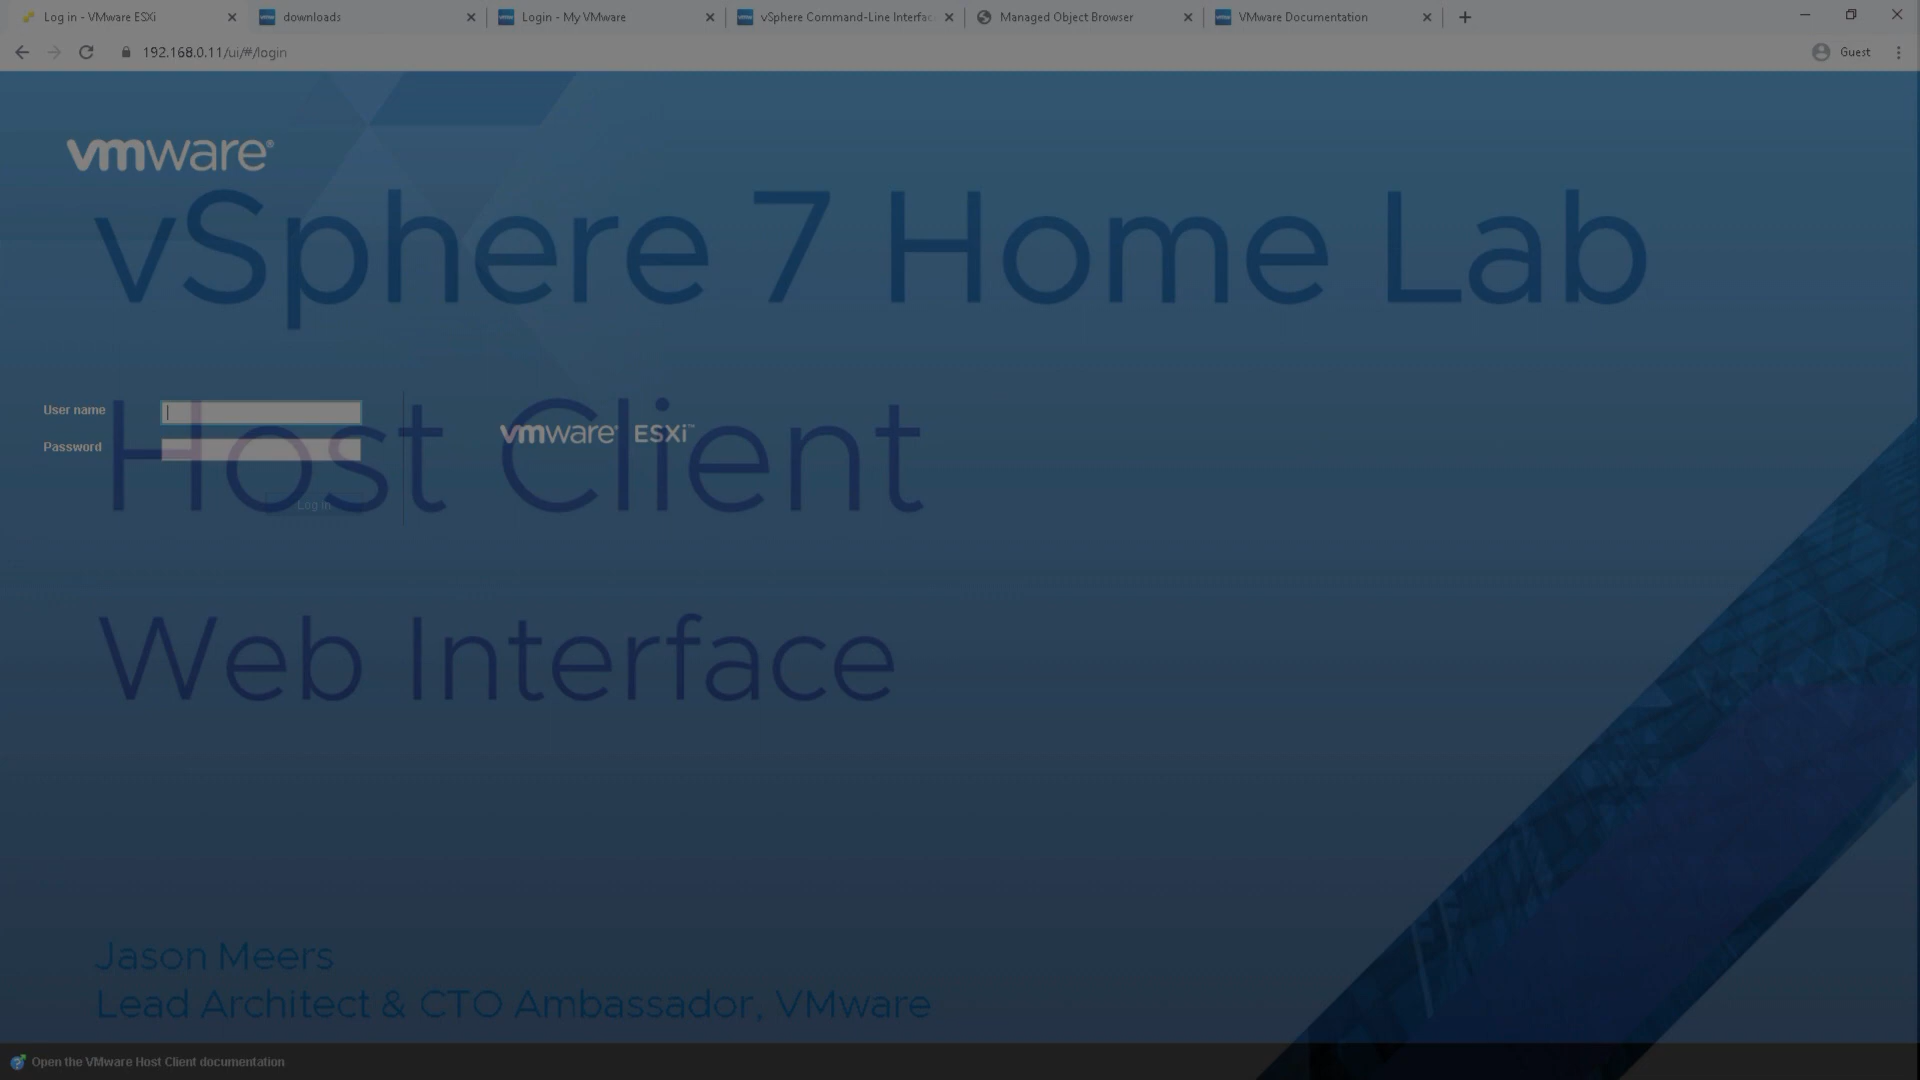 Log in - VMware ESXi
downloads
Login - My VMware
vSphere Command-Line Interfac
Managed Object Browser
VMware Documentation
192.168.0.11/ui/#/login
Guest
vmware®
vSphere 7 Home Lab
User name
Password
vmware® ESXi™
Host Client
Log in
Web Interface
Jason Meers
Lead Architect & CTO Ambassador, VMware
Open the VMware Host Client documentation